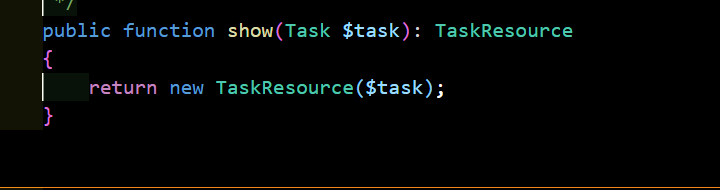 */
public function show(Task $task): TaskResource
{
return new TaskResource($task);
}